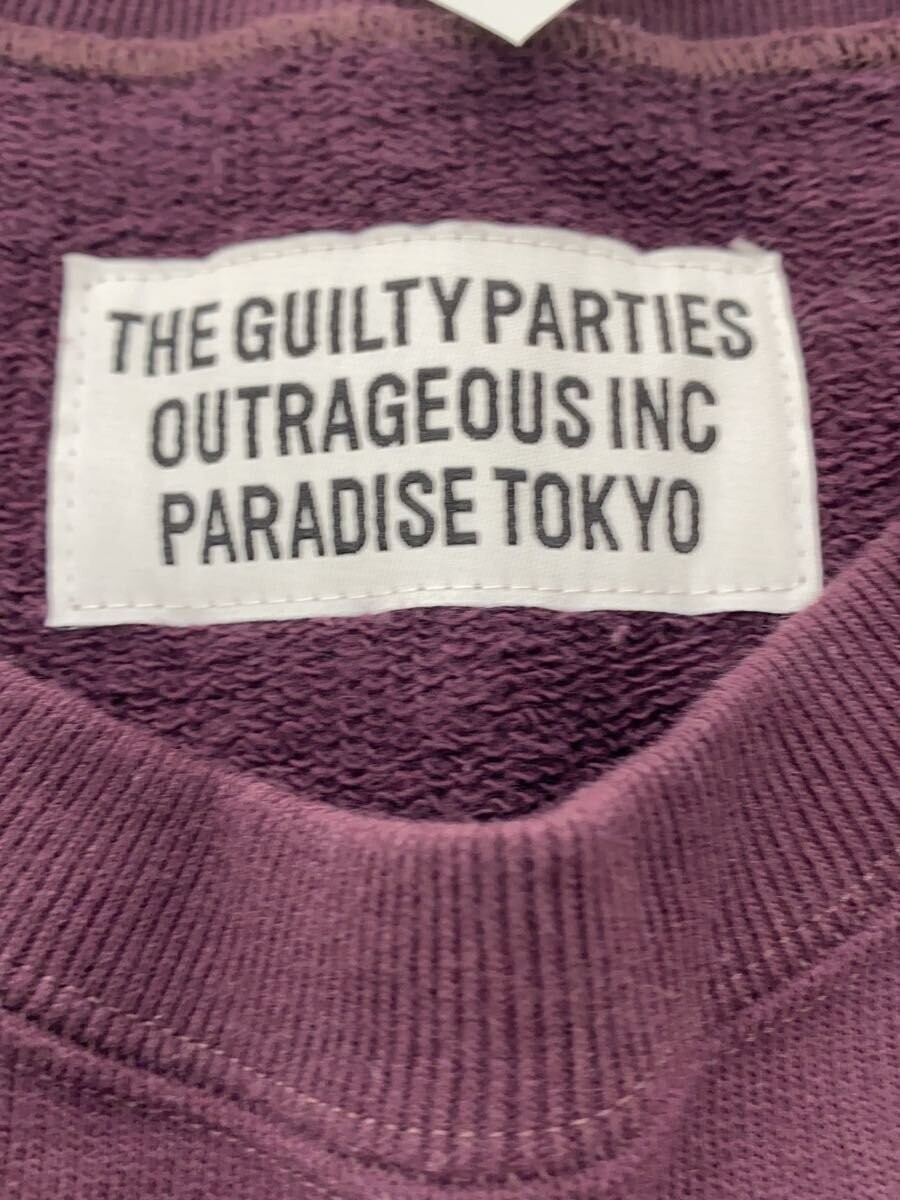 THE GUILTY PARTIES
OUTRAGEOUS INC
PARADISE TOKYO